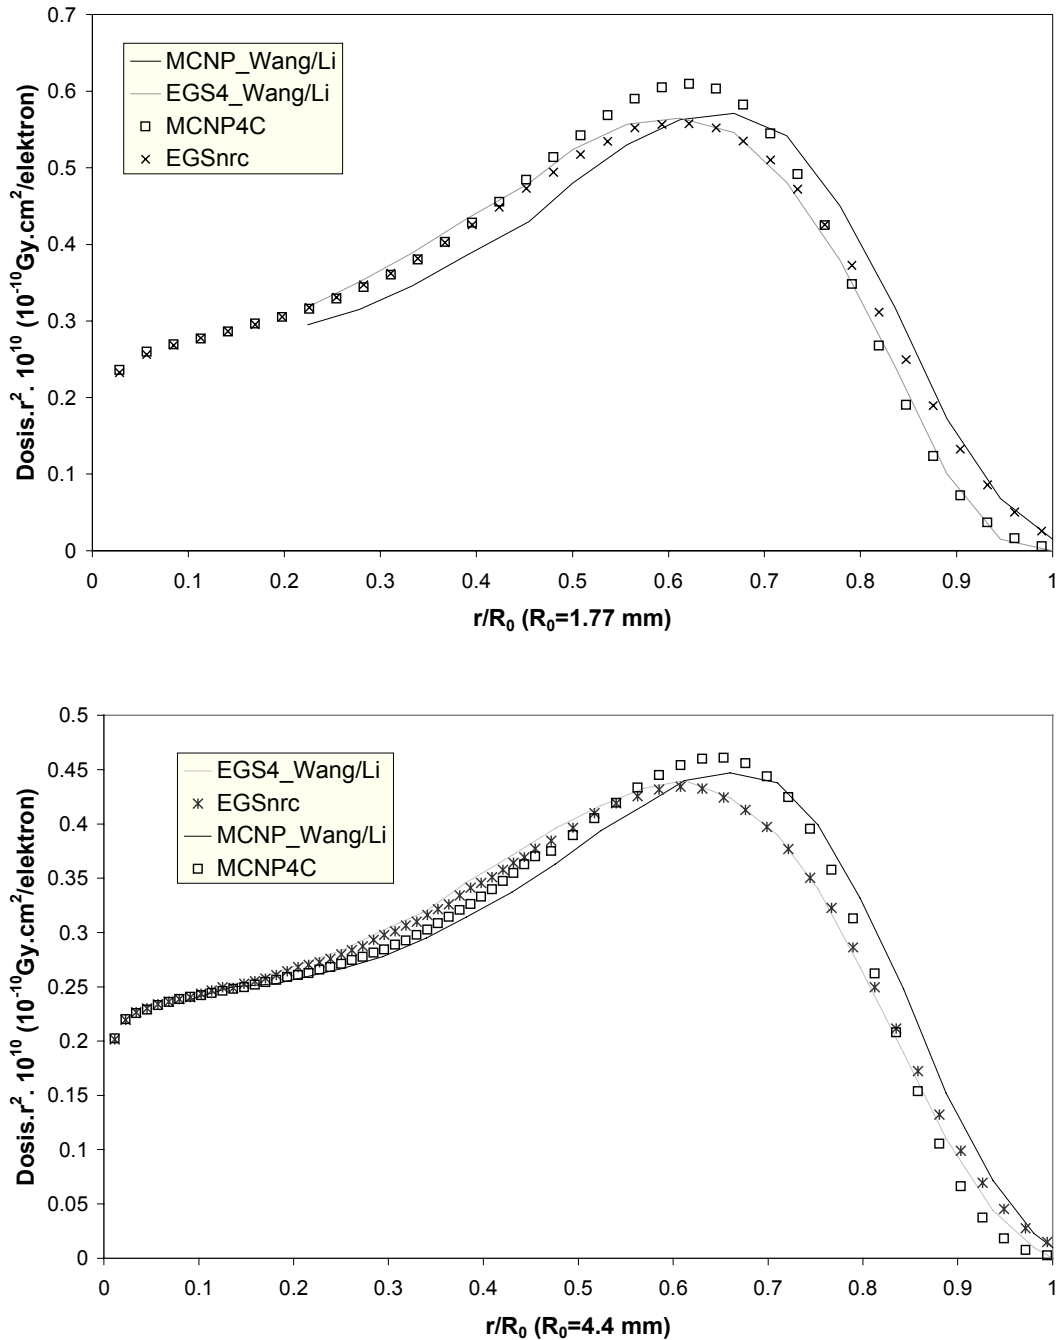 0.7
0.6
0.5
0.4
0.3
0.2
0.1
0
Dosis.r². 10¹⁰ (10⁻¹⁰Gy.cm²/elektron)
MCNP_Wang/Li
EGS4_Wang/Li
MCNP4C
EGSnrc
0 0.1 0.2 0.3 0.4 0.5 0.6 0.7 0.8 0.9 1
r/R₀ (R₀=1.77 mm)
0.5
0.45
0.4
0.35
0.3
0.25
0.2
0.15
0.1
0.05
0
Dosis.r². 10¹⁰ (10⁻¹⁰Gy.cm²/elektron)
EGS4_Wang/Li
EGSnrc
MCNP_Wang/Li
MCNP4C
0 0.1 0.2 0.3 0.4 0.5 0.6 0.7 0.8 0.9 1
r/R₀ (R₀=4.4 mm)